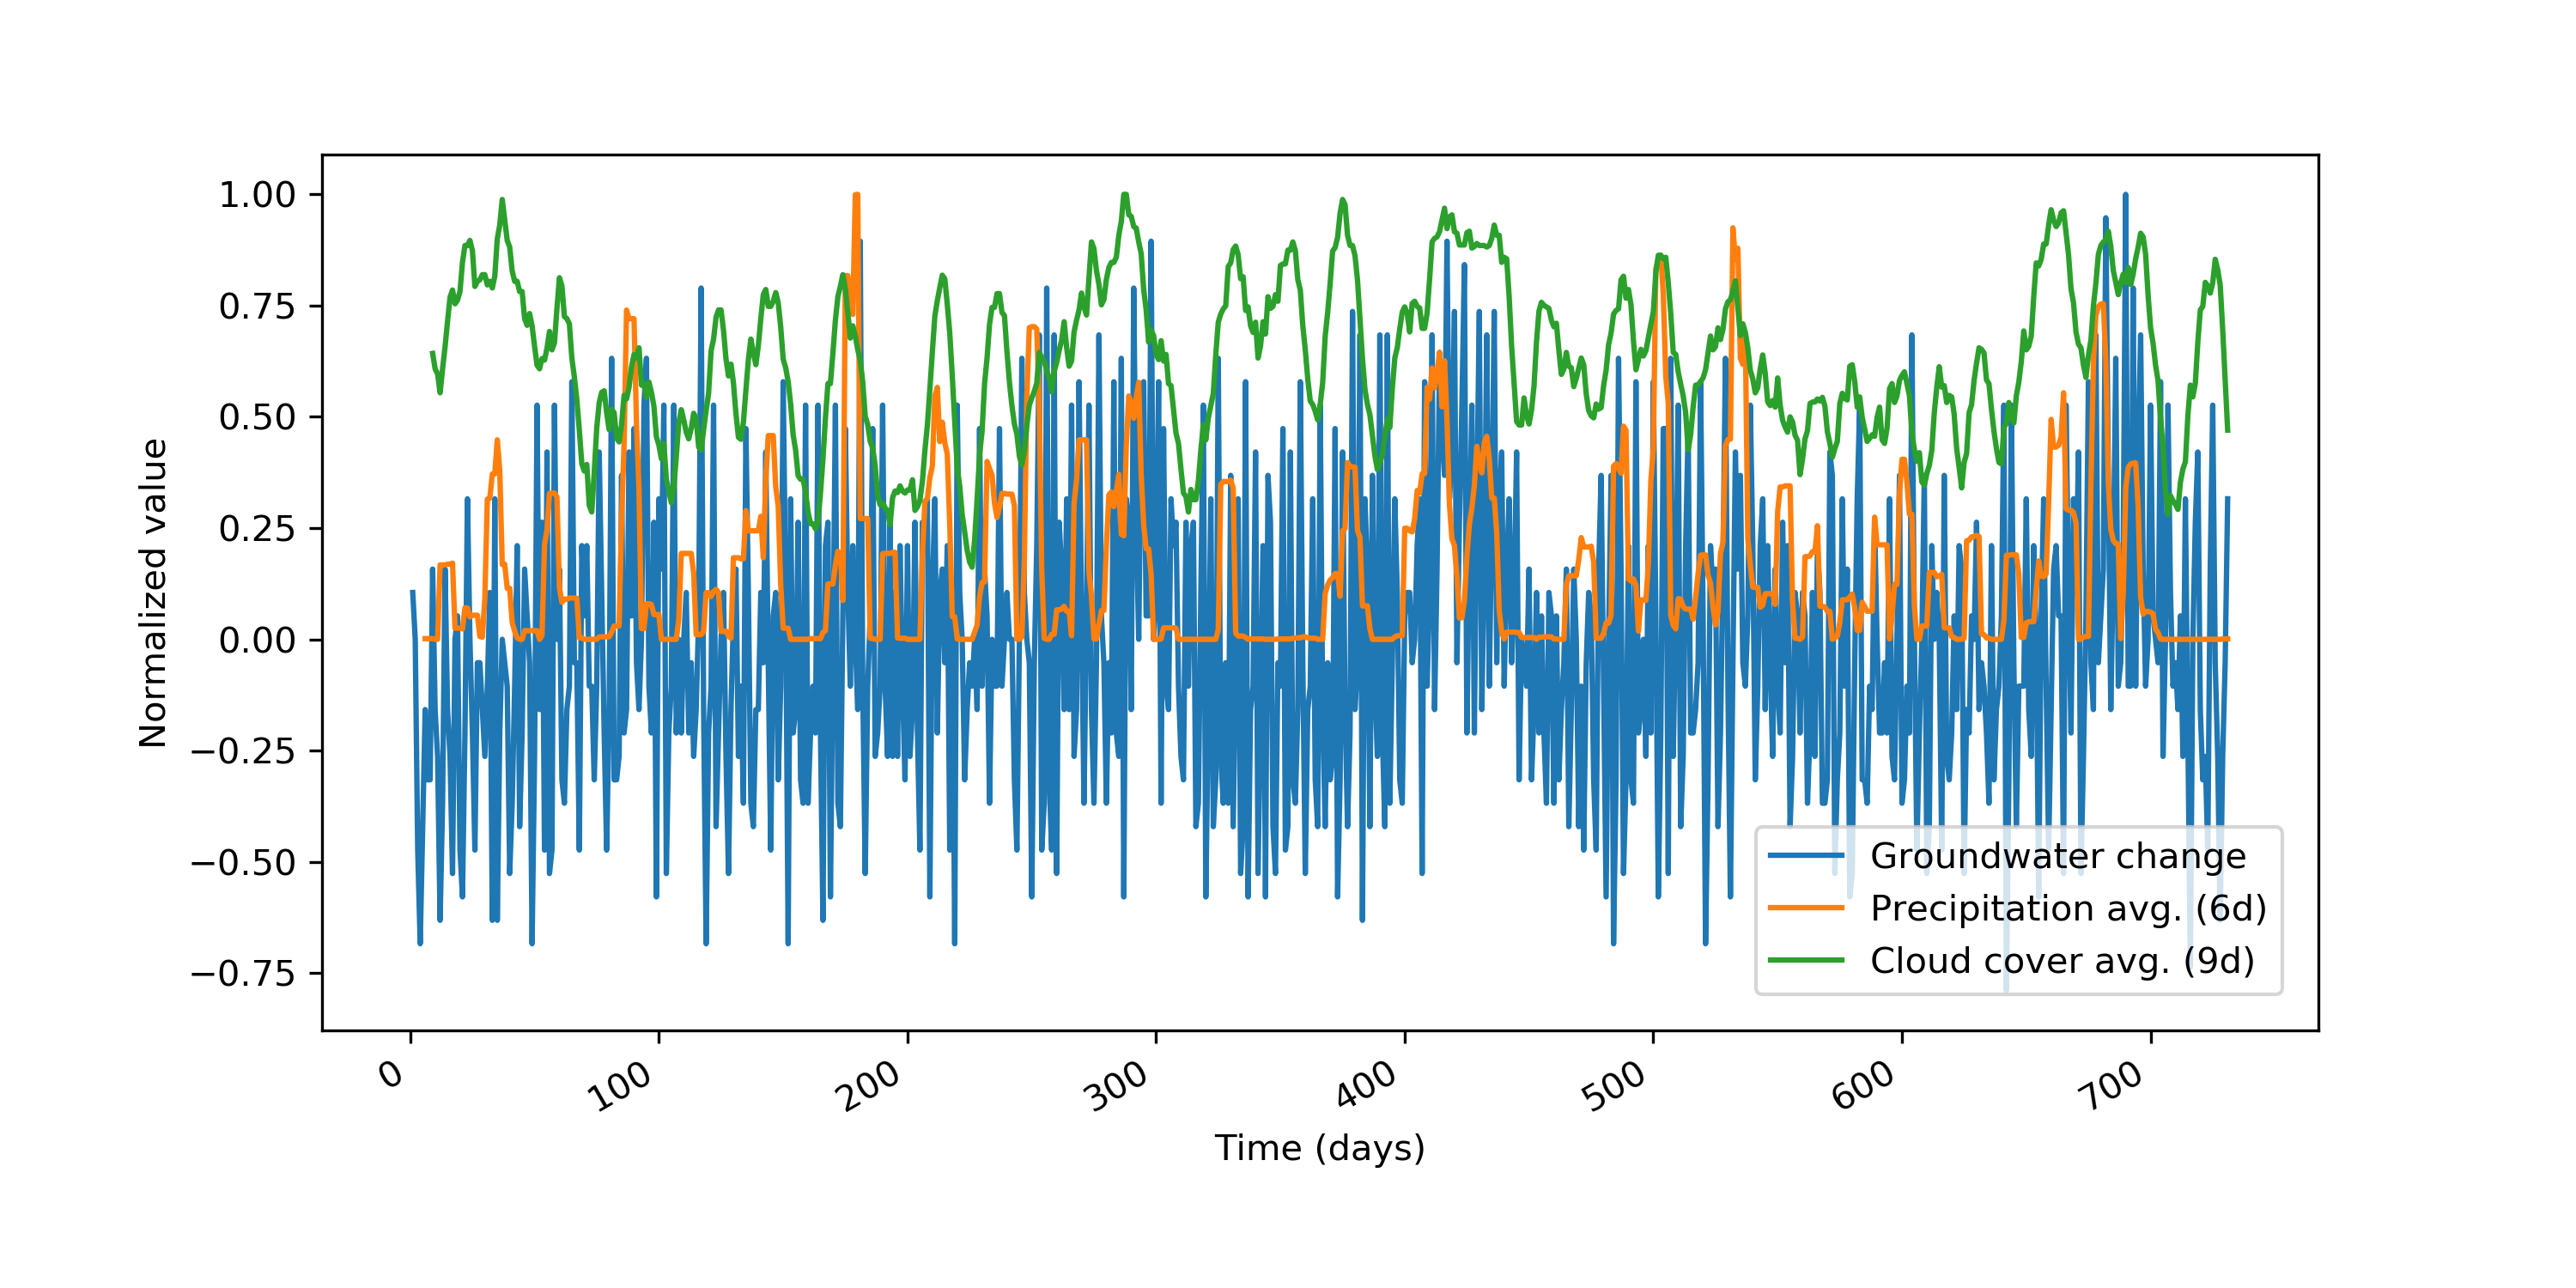 Normalized value
1.00
0.75
0.50
0.25
0.00
−0.25
−0.50
−0.75
Groundwater change
Precipitation avg. (6d)
Cloud cover avg. (9d)
0 100 200 300 400 500 600 700
Time (days)